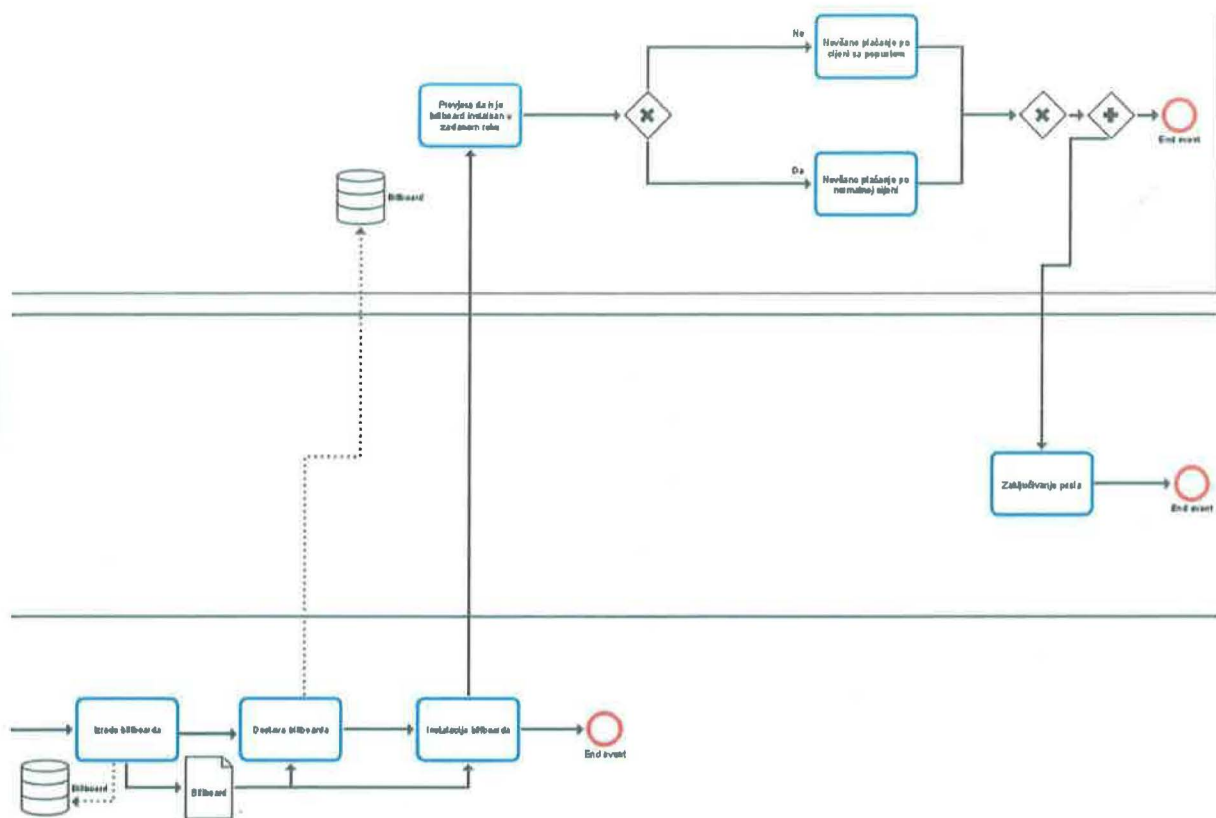 Ne
Novčano plaćanje po
cijeni sa popustom
Provjera da li je
billboard instalisan u
zadanom roku
End event
Da
Novčano plaćanje po
normalnoj cijeni
Billboard
Zaključivanje posla
End event
Izrada billboarda
Dostava billboarda
Instalacija billboarda
End event
Billboard
Billboard